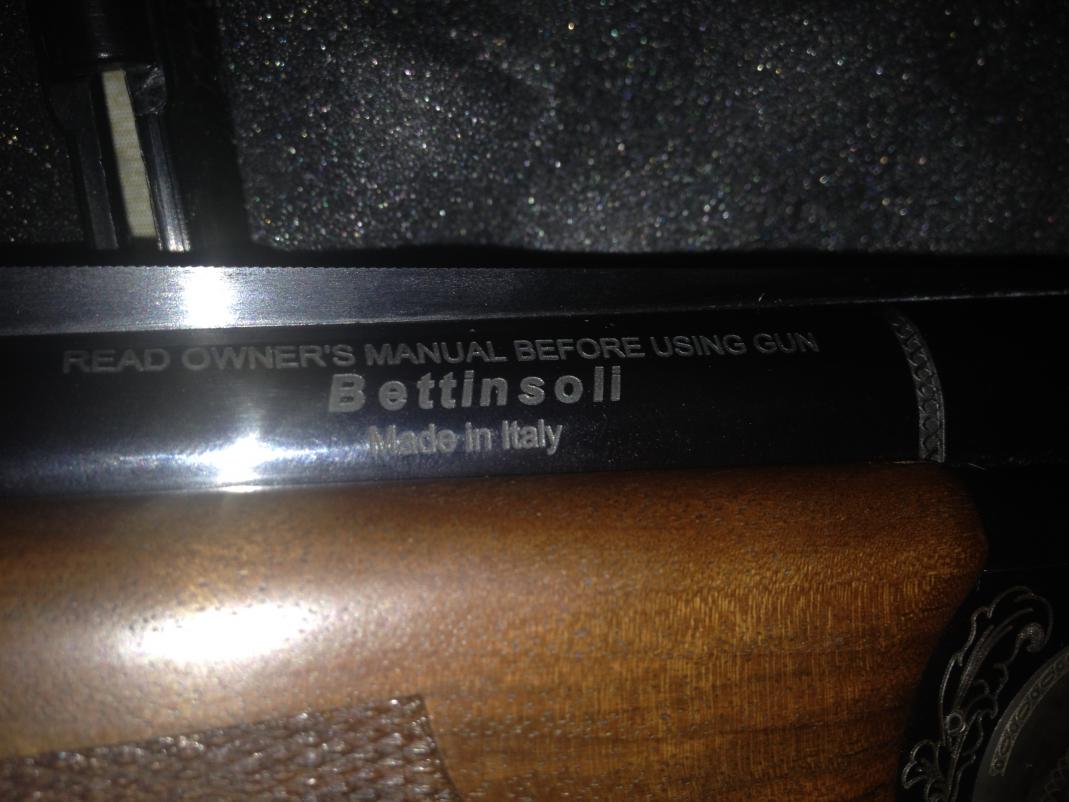 READ OWNER'S MANUAL BEFORE USING GUN
Bettinsoli
Made in Italy